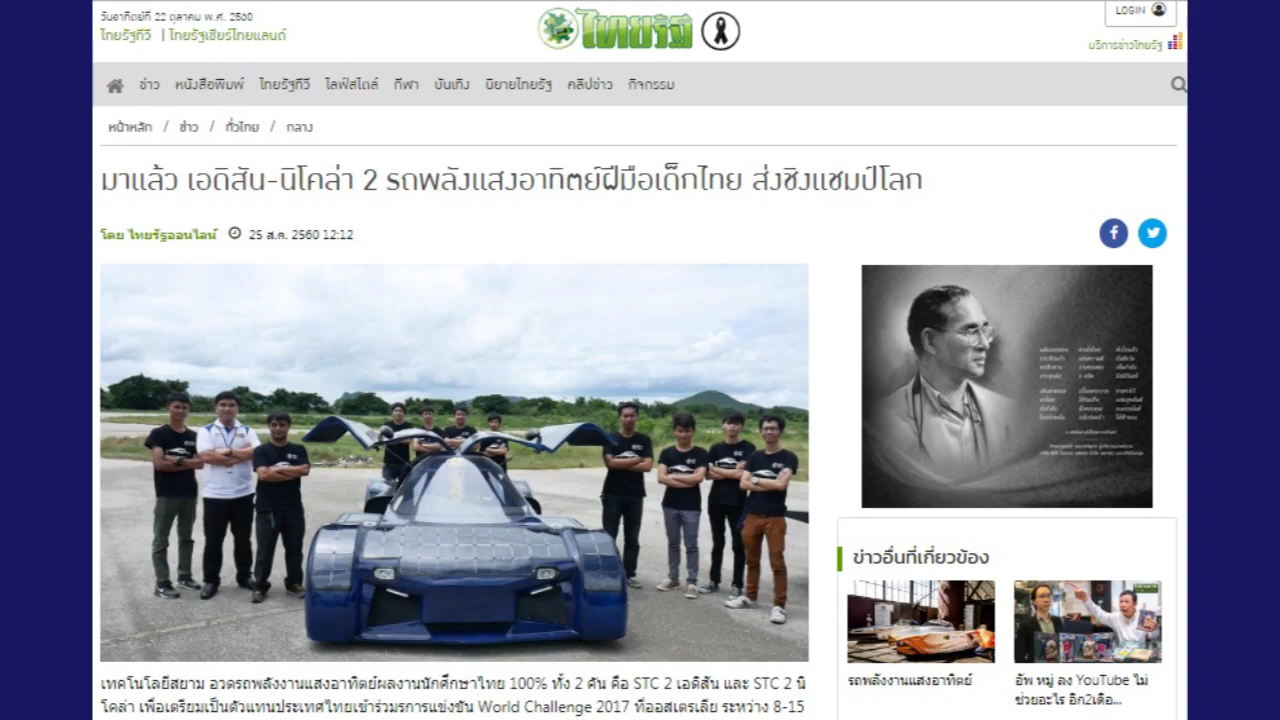 วันอาทิตย์ที่ 22 ตุลาคม พ.ศ. 2560
ไทยรัฐทีวี | ไทยรัฐเชียร์ไทยแลนด์
ไทยรัฐ
LOGIN
บริการข่าวไทยรัฐ
ข่าว หนังสือพิมพ์ ไทยรัฐทีวี ไลฟ์สไตล์ กีฬา บันเทิง นิยายไทยรัฐ คลิปข่าว กิจกรรม
หน้าหลัก / ข่าว / ทั่วไทย / กลาง
มาแล้ว เอดิสัน-นิโคล่า 2 รถพลังแสงอาทิตย์ฝีมือเด็กไทย ส่งชิงแชมป์โลก
โดย ไทยรัฐออนไลน์ 25 ส.ค. 2560 12:12
ข่าวอื่นที่เกี่ยวข้อง
รถพลังงานแสงอาทิตย์
อัพ หมู่ ลง YouTube ไม่
ช่วยอะไร อีก2เดือ...
เทคโนโลยีสยาม อวดรถพลังงานแสงอาทิตย์ผลงานนักศึกษาไทย 100% ทั้ง 2 คัน คือ STC 2 เอดิสัน และ STC 2 นิ
โคล่า เพื่อเตรียมเป็นตัวแทนประเทศไทยเข้าร่วมรการแข่งขัน World Challenge 2017 ที่ออสเตรเลีย ระหว่าง 8-15